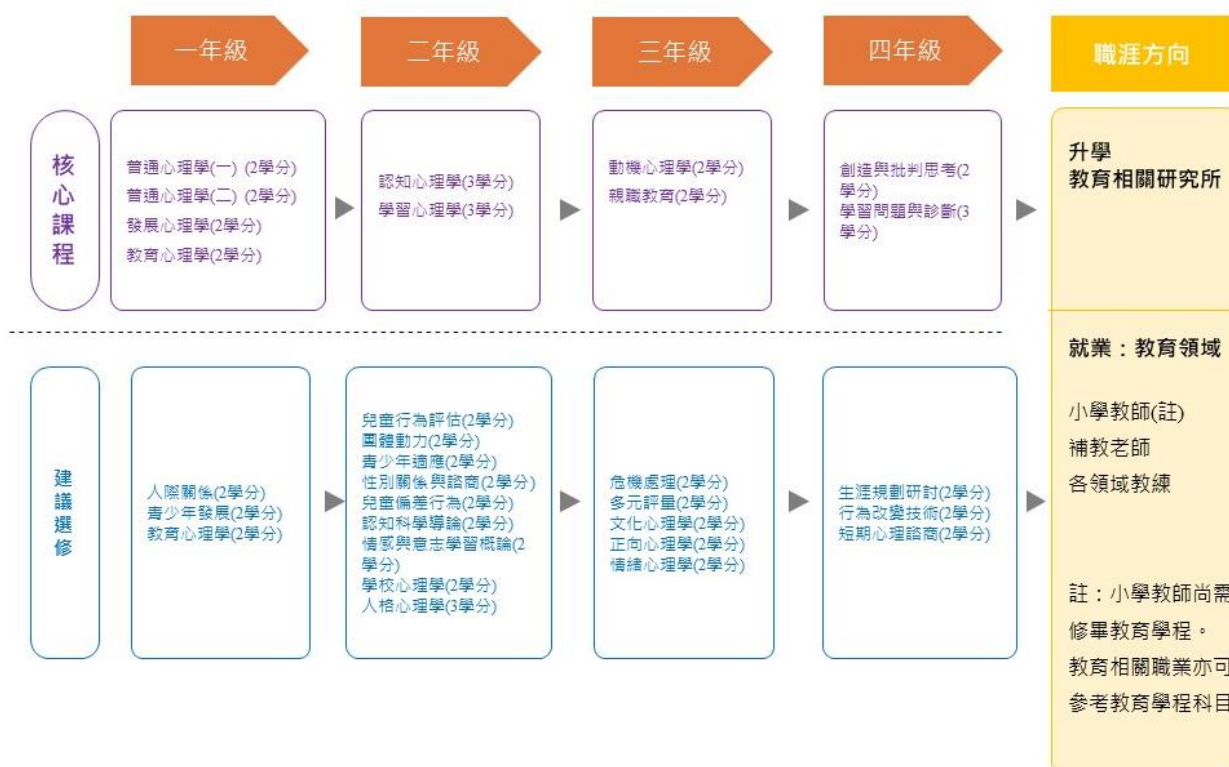 一年級
二年級
三年級
四年級
職涯方向
核心課程
普通心理學(一) (2學分)
普通心理學(二) (2學分)
發展心理學(2學分)
教育心理學(2學分)
認知心理學(3學分)
學習心理學(3學分)
動機心理學(2學分)
親職教育(2學分)
創造與批判思考(2
學分)
學習問題與診斷(3
學分)
升學
教育相關研究所
建議選修
人際關係(2學分)
青少年發展(2學分)
教育心理學(2學分)
兒童行為評估(2學分)
團體動力(2學分)
青少年適應(2學分)
性別關係與諮商(2學分)
兒童偏差行為(2學分)
認知科學導論(2學分)
情感與意志學習概論(2
學分)
學校心理學(2學分)
人格心理學(3學分)
危機處理(2學分)
多元評量(2學分)
文化心理學(2學分)
正向心理學(2學分)
情緒心理學(2學分)
生涯規劃研討(2學分)
行為改變技術(2學分)
短期心理諮商(2學分)
就業：教育領域
小學教師(註)
補教老師
各領域教練
註：小學教師尚需
修畢教育學程。
教育相關職業亦可
參考教育學程科目